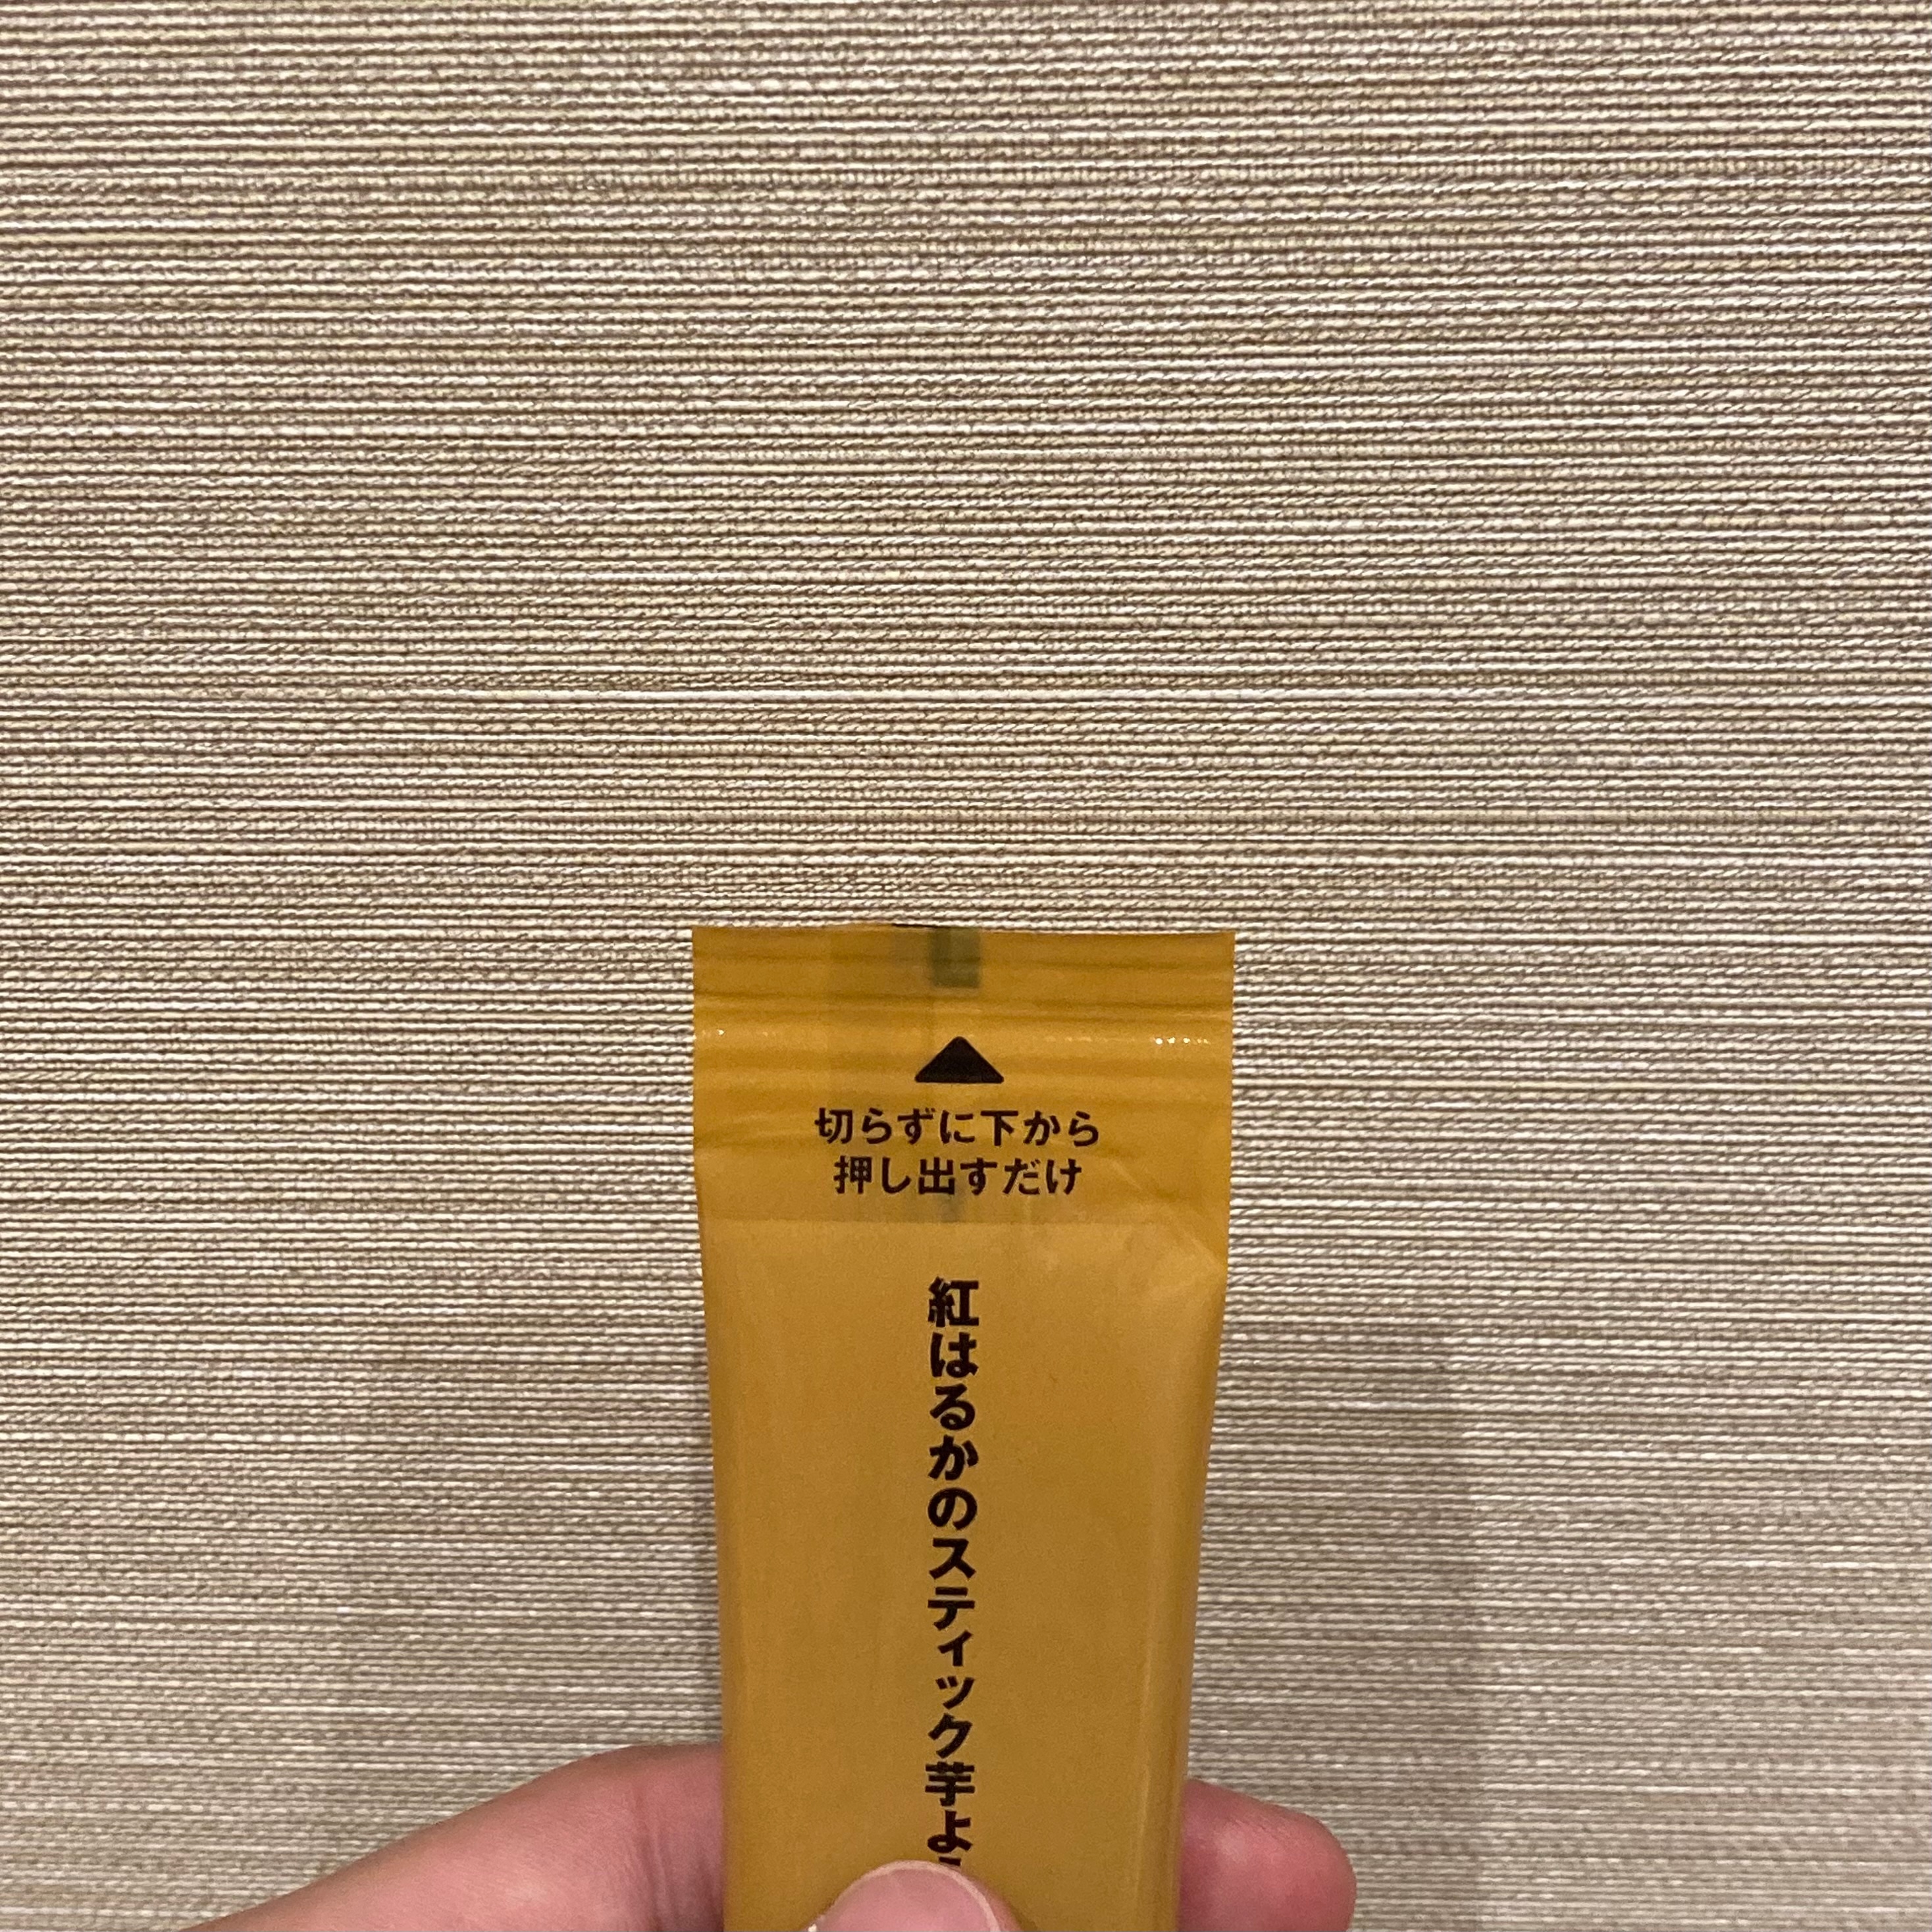 切らずに下から
押し出すだけ
紅はるかのスティック芋よ